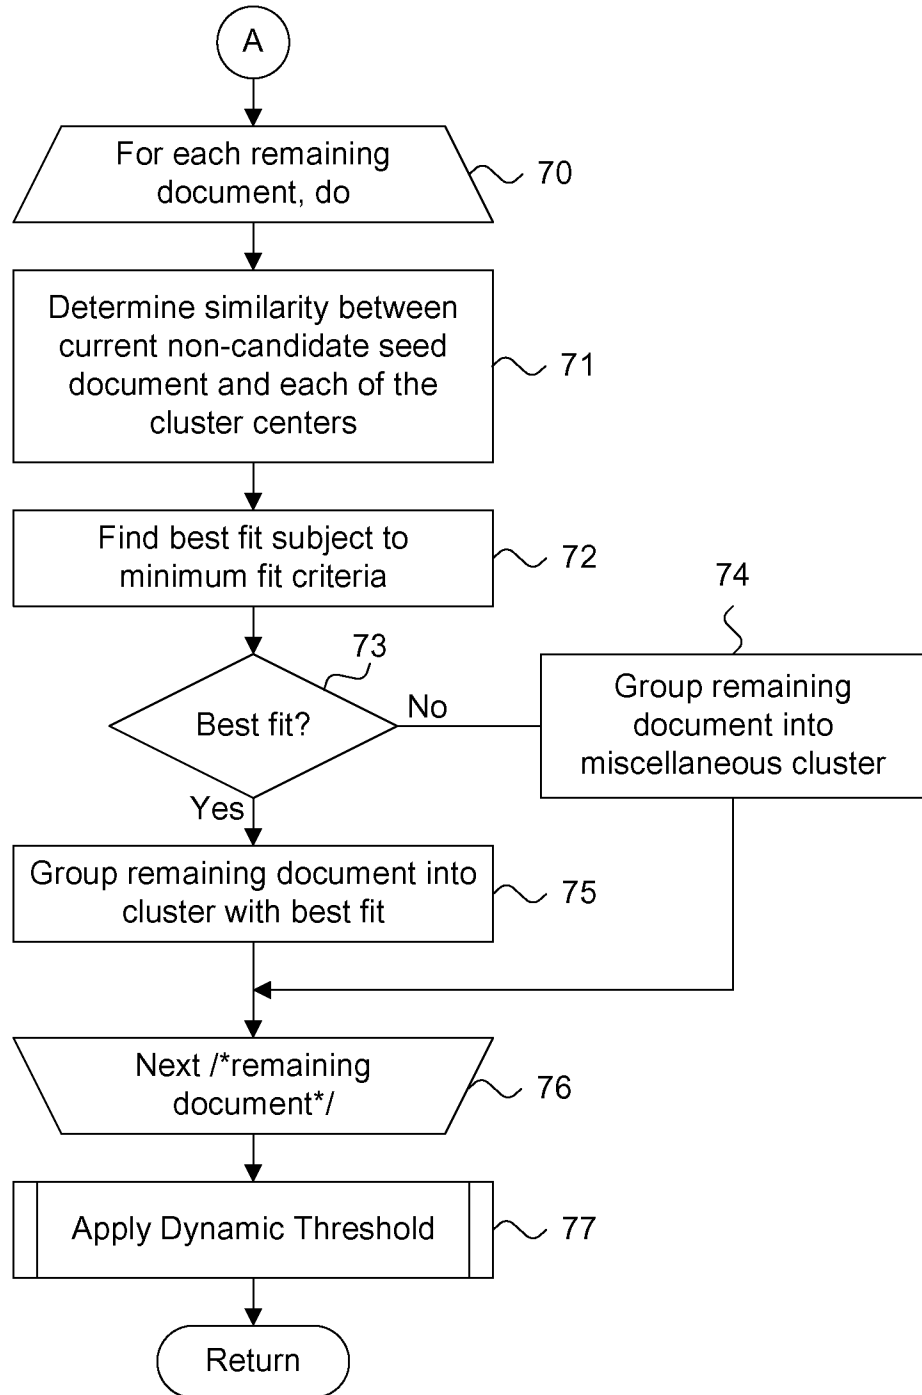 A
For each remaining
document, do
70
Determine similarity between
current non-candidate seed
document and each of the
cluster centers
71
Find best fit subject to
minimum fit criteria
72
74
73
Best fit?
No
Group remaining
document into
miscellaneous cluster
Yes
Group remaining document into
cluster with best fit
75
Next /*remaining
document*/
76
Apply Dynamic Threshold
77
Return